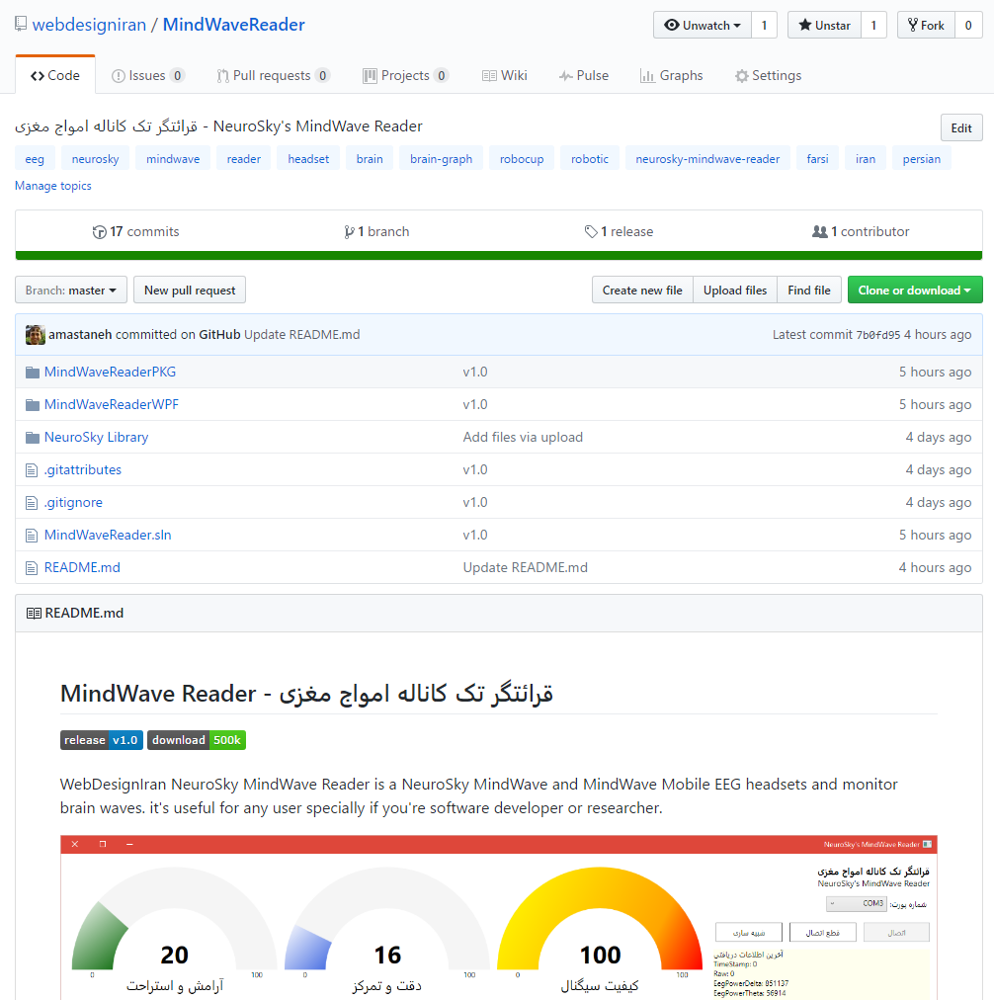 webdesigniran / MindWaveReader
Unwatch 1 Unstar 1 Fork 0
Code Issues 0 Pull requests 0 Projects 0 Wiki Pulse Graphs Settings
قرائتگر تک کاناله امواج مغزی - NeuroSky's MindWave Reader
Edit
eeg neurosky mindwave reader headset brain brain-graph robocup robotic neurosky-mindwave-reader farsi iran persian
Manage topics
17 commits 1 branch 1 release 1 contributor
Branch: master New pull request Create new file Upload files Find file Clone or download
amastaneh committed on GitHub Update README.md Latest commit 7b0fd95 4 hours ago
MindWaveReaderPKG v1.0 5 hours ago
MindWaveReaderWPF v1.0 5 hours ago
NeuroSky Library Add files via upload 4 days ago
.gitattributes v1.0 4 days ago
.gitignore v1.0 4 days ago
MindWaveReader.sln v1.0 5 hours ago
README.md Update README.md 4 hours ago
README.md
MindWave Reader - قرائتگر تک کاناله امواج مغزی
release v1.0 download 500k
WebDesignIran NeuroSky MindWave Reader is a NeuroSky MindWave and MindWave Mobile EEG headsets and monitor
brain waves. it's useful for any user specially if you're software developer or researcher.
NeuroSky's MindWave Reader
قرائتگر تک کاناله امواج مغزی
NeuroSky's MindWave Reader
شماره پورت: COM3
اتصال قطع اتصال شبیه سازی
آخرین اطلاعات دریافتی
TimeStamp: 0
Raw: 0
EegPowerDelta: 851137
EegPowerTheta: 56914
20 16 100
0 100 0 100 0 100
آرامش و استراحت دقت و تمرکز کیفیت سیگنال